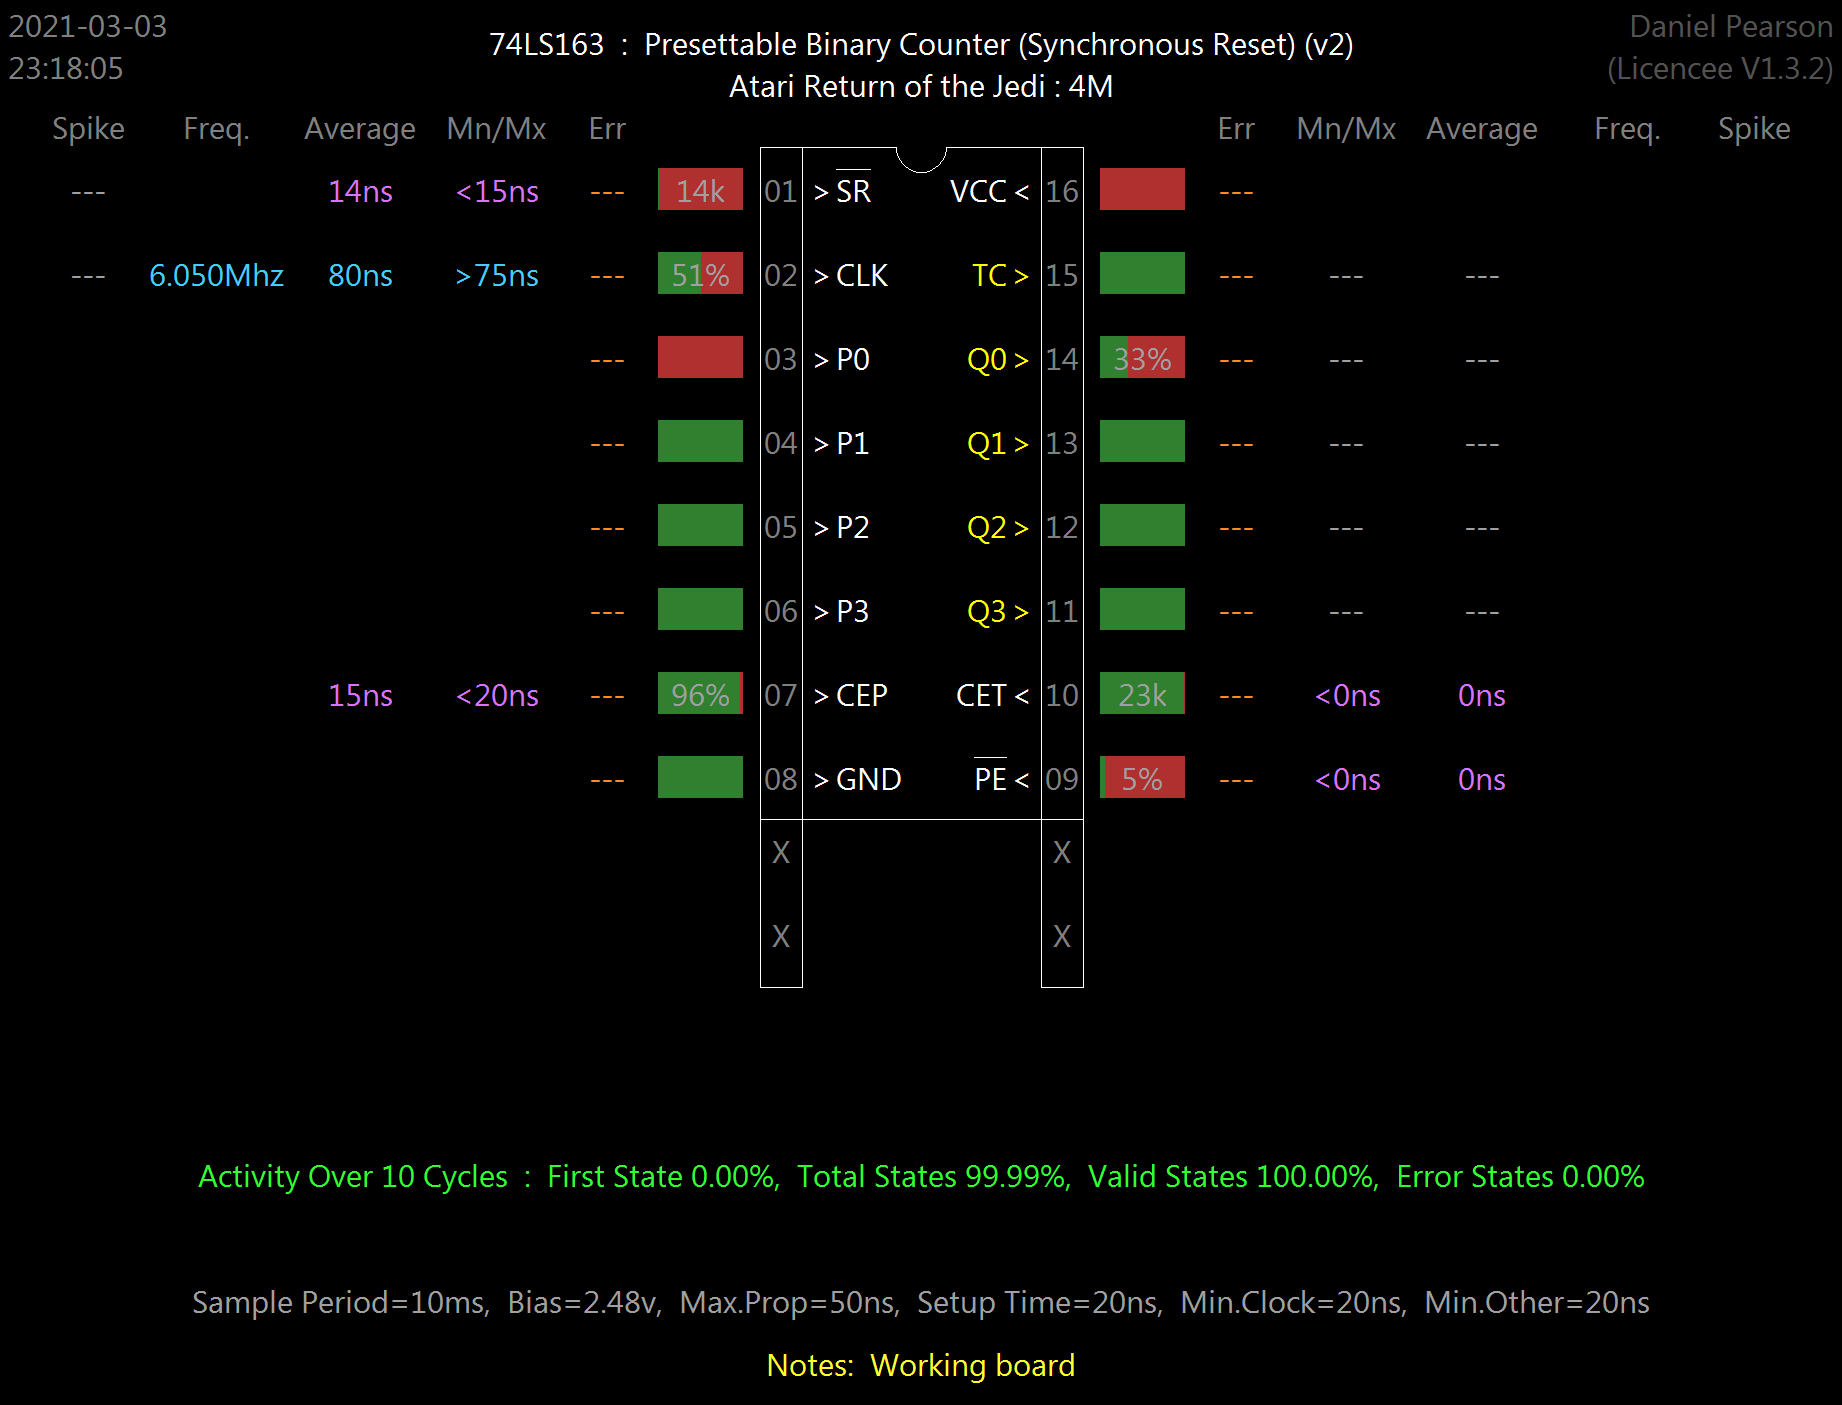 2021-03-03
23:18:05
74LS163 : Presettable Binary Counter (Synchronous Reset) (v2)
Atari Return of the Jedi : 4M
Daniel Pearson
(Licencee V1.3.2)
Spike Freq. Average Mn/Mx Err Err Mn/Mx Average Freq. Spike
--- 14ns <15ns --- 14k 01 >SR VCC< 16 ---
--- 6.050Mhz 80ns >75ns --- 51% 02 >CLK TC> 15 --- --- ---
--- 03 >P0 Q0> 14 33% --- --- ---
--- 04 >P1 Q1> 13 --- --- ---
--- 05 >P2 Q2> 12 --- --- ---
--- 06 >P3 Q3> 11 --- --- ---
15ns <20ns --- 96% 07 >CEP CET< 10 23k --- <0ns 0ns
--- 08 >GND PE< 09 5% --- <0ns 0ns
X X
X X
Activity Over 10 Cycles : First State 0.00%, Total States 99.99%, Valid States 100.00%, Error States 0.00%
Sample Period=10ms, Bias=2.48v, Max.Prop=50ns, Setup Time=20ns, Min.Clock=20ns, Min.Other=20ns
Notes: Working board